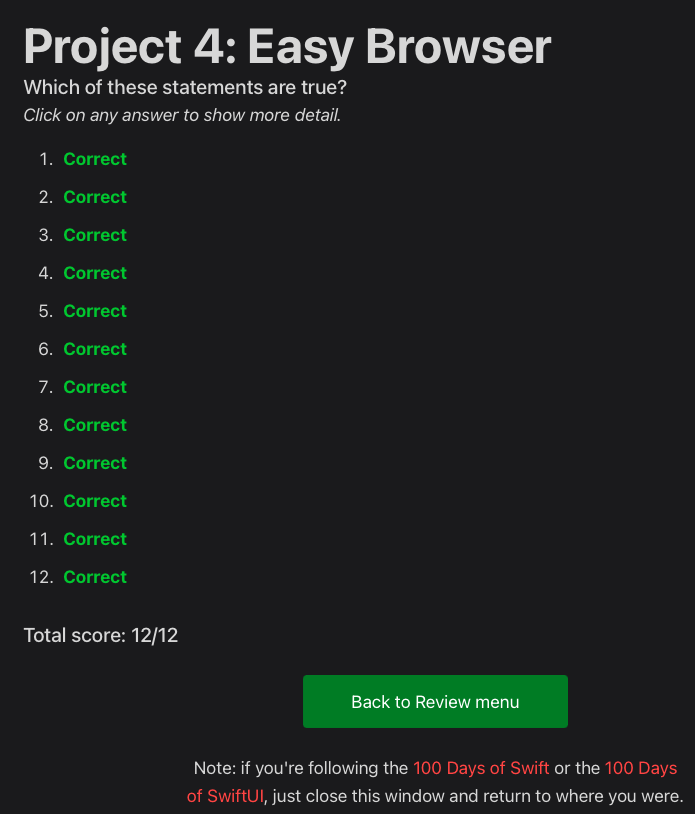 Project 4: Easy Browser
Which of these statements are true?
Click on any answer to show more detail.
1. Correct
2. Correct
3. Correct
4. Correct
5. Correct
6. Correct
7. Correct
8. Correct
9. Correct
10. Correct
11. Correct
12. Correct
Total score: 12/12
Back to Review menu
Note: if you're following the 100 Days of Swift or the 100 Days
of SwiftUI, just close this window and return to where you were.